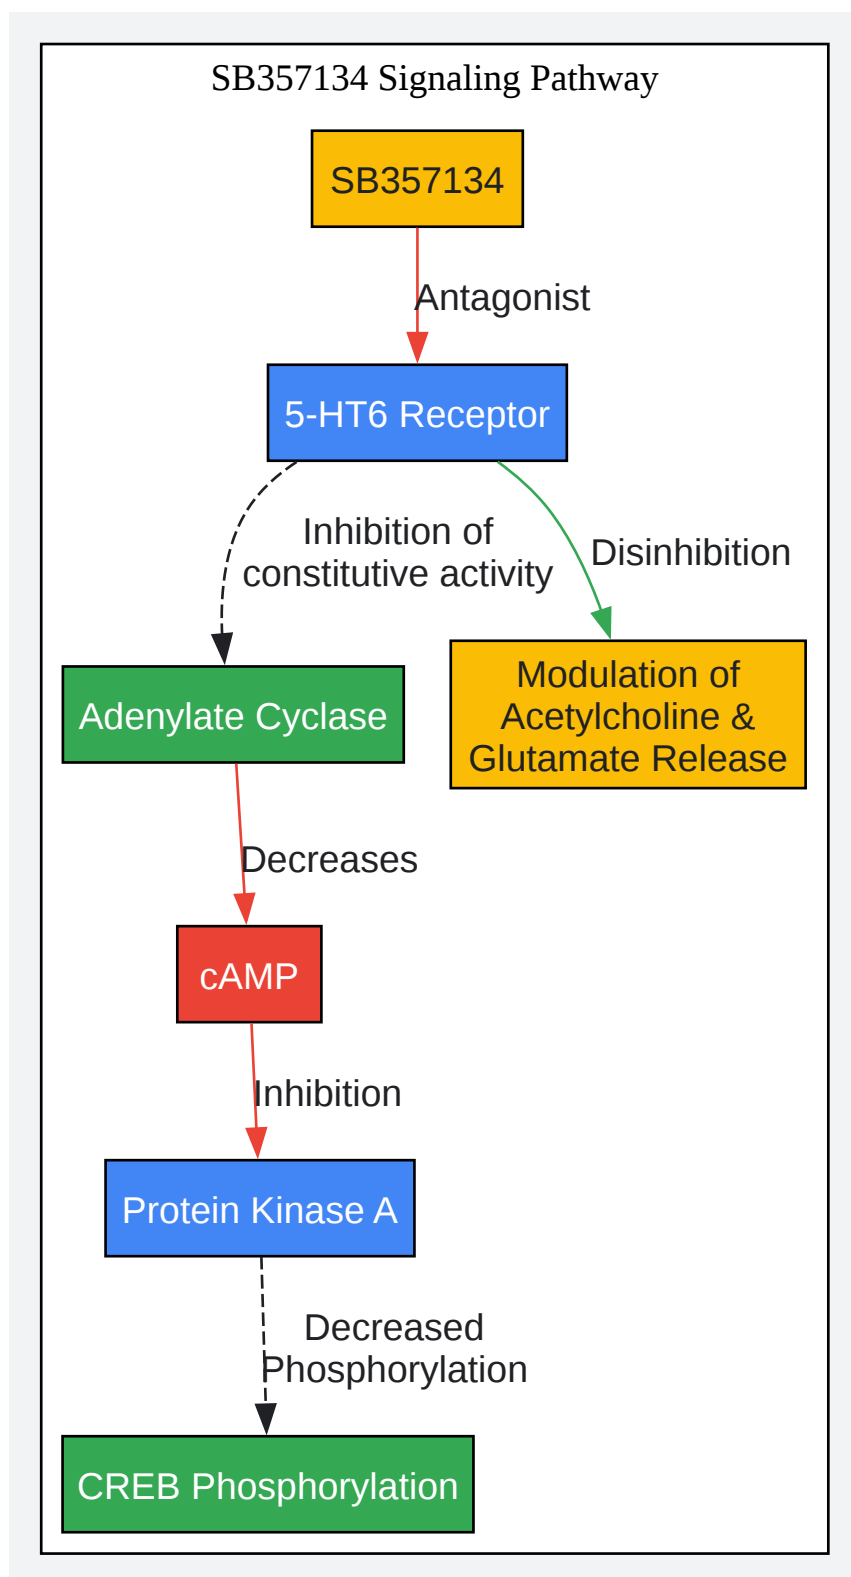 SB357134 Signaling Pathway
SB357134
Antagonist
5-HT6 Receptor
Inhibition of
constitutive activity
Disinhibition
Adenylate Cyclase
Modulation of
Acetylcholine &
Glutamate Release
Decreases
cAMP
Inhibition
Protein Kinase A
Decreased
Phosphorylation
CREB Phosphorylation